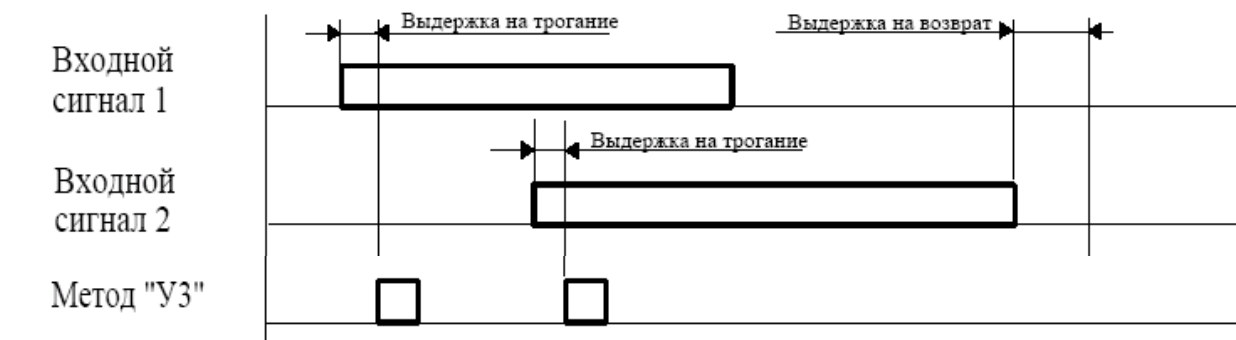 Выдержка на трогание
Выдержка на возврат
Входной
сигнал 1
Выдержка на трогание
Входной
сигнал 2
Метод "УЗ"